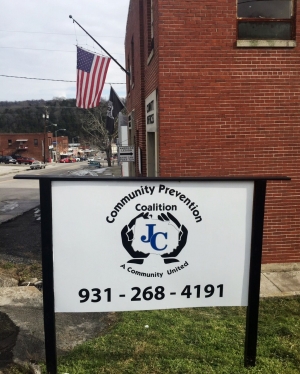 Community Prevention
Coalition
JC
A Community United
931 - 268 - 4191